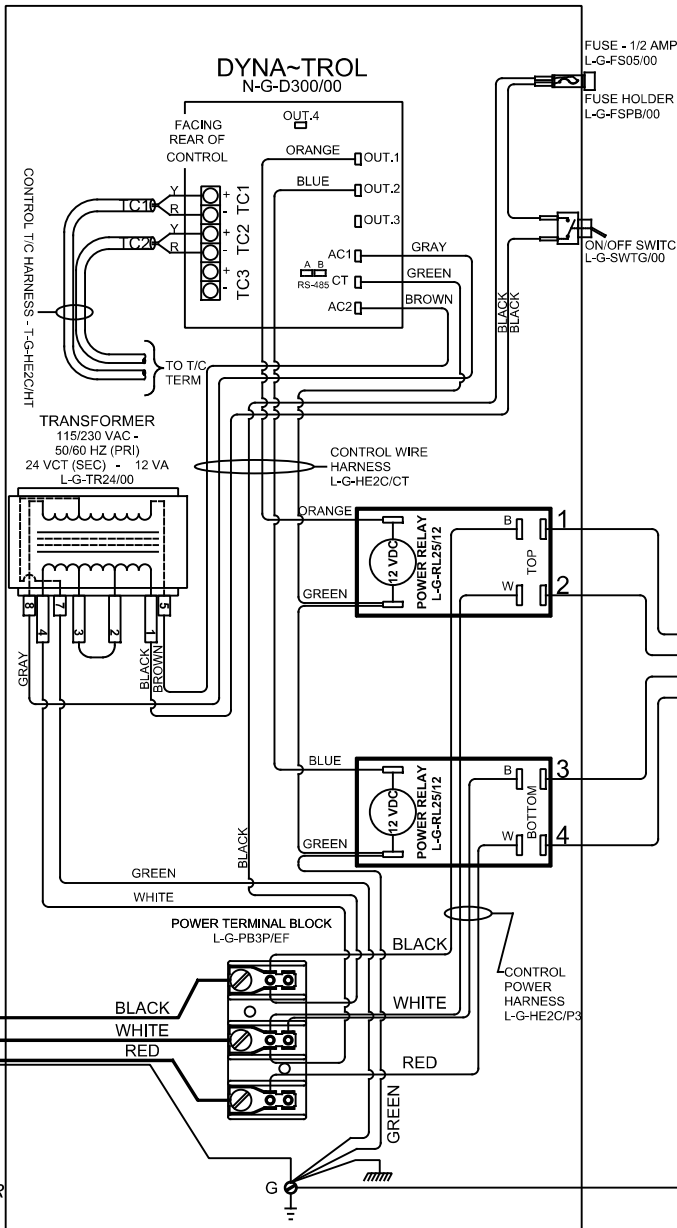 FUSE - 1/2 AMP
L-G-FS05/00
FUSE HOLDER
L-G-FSPB/00
DYNA~TROL
N-G-D300/00
OUT.4
FACING
REAR OF
CONTROL
ORANGE
OUT.1
BLUE
OUT.2
OUT.3
CONTROL T/C HARNESS - T-G-HE2C/HT
TC1
Y
R
+
-
TC1
TC2
Y
R
+
-
TC2
+
-
TC3
A B
RS-485
AC1
GRAY
CT
GREEN
AC2
BROWN
ON/OFF SWITC
L-G-SWTG/00
BLACK
BLACK
TO T/C
TERM
TRANSFORMER
115/230 VAC -
50/60 HZ (PRI)
24 VCT (SEC) - 12 VA
L-G-TR24/00
CONTROL WIRE
HARNESS
L-G-HE2C/CT
ORANGE
12 VDC
POWER RELAY
L-G-RL25/12
B
TOP
W
1
2
GREEN
8
4
7
3
2
1
5
GRAY
BLACK
BROWN
BLUE
12 VDC
POWER RELAY
L-G-RL25/12
B
BOTTOM
W
3
4
GREEN
BLACK
GREEN
WHITE
POWER TERMINAL BLOCK
L-G-PB3P/EF
BLACK
CONTROL
POWER
HARNESS
L-G-HE2C/P3
BLACK
WHITE
WHITE
RED
RED
GREEN
G